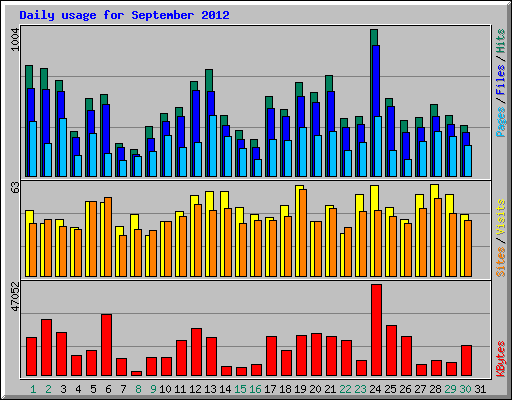 Daily usage for September 2012
1004
Pages / Files / Hits
63
Sites / Visits
47052
KBytes
1 2 3 4 5 6 7 8 9 10 11 12 13 14 15 16 17 18 19 20 21 22 23 24 25 26 27 28 29 30 31